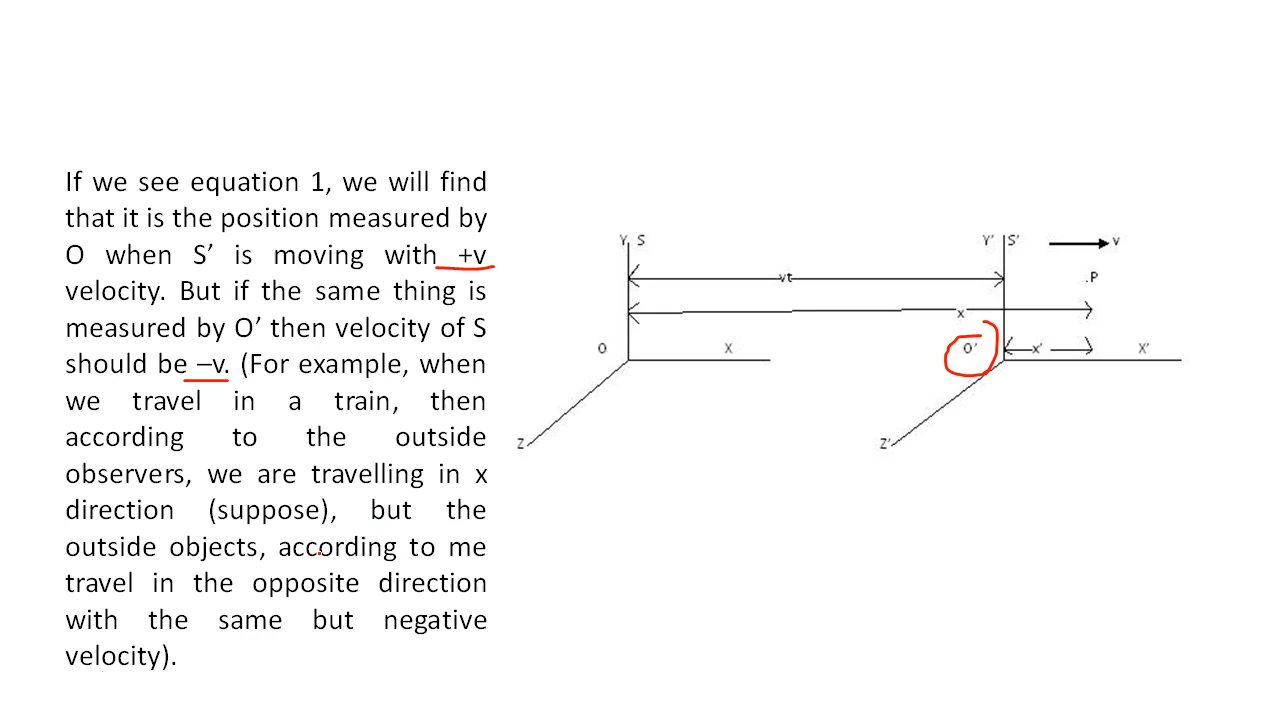 If we see equation 1, we will find
that it is the position measured by
O when S’ is moving with +v
velocity. But if the same thing is
measured by O’ then velocity of S
should be –v. (For example, when
we travel in a train, then
according to the outside
observers, we are travelling in x
direction (suppose), but the
outside objects, according to me
travel in the opposite direction
with the same but negative
velocity).
Y S
Y' S' v
vt .P
x
O X O' x' X'
Z Z'